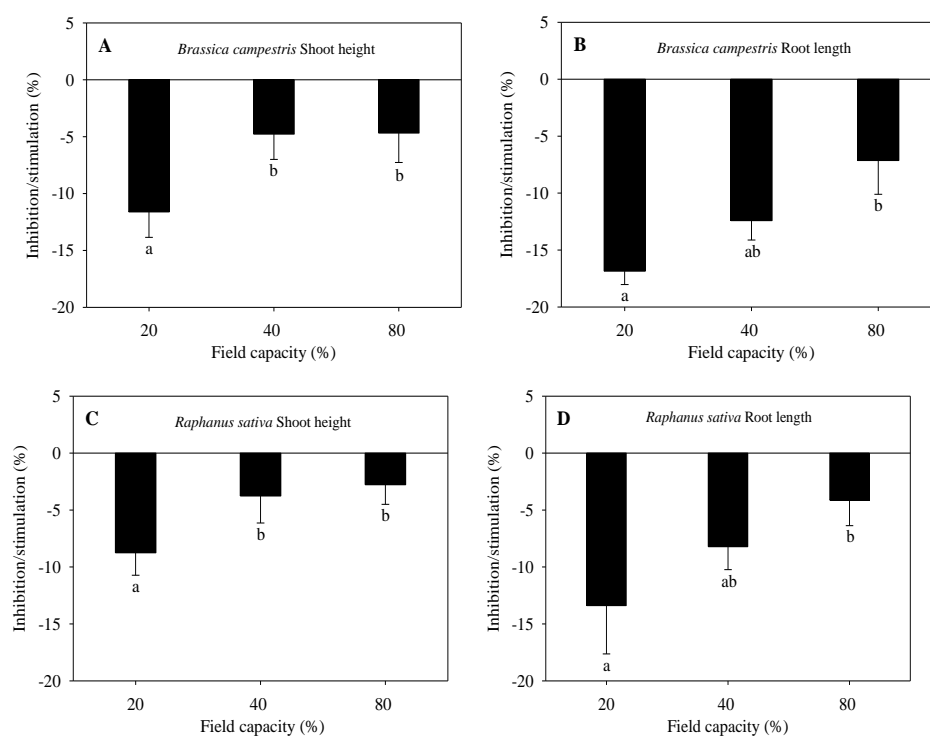 A
Brassica campestris Shoot height
Inhibition/stimulation (%)
5
0
-5
-10
-15
-20
a
b
b
20
40
80
Field capacity (%)
B
Brassica campestris Root length
Inhibition/stimulation (%)
5
0
-5
-10
-15
-20
a
ab
b
20
40
80
Field capacity (%)
C
Raphanus sativa Shoot height
Inhibition/stimulation (%)
5
0
-5
-10
-15
-20
a
b
b
20
40
80
Field capacity (%)
D
Raphanus sativa Root length
Inhibition/stimulation (%)
5
0
-5
-10
-15
-20
a
ab
b
20
40
80
Field capacity (%)